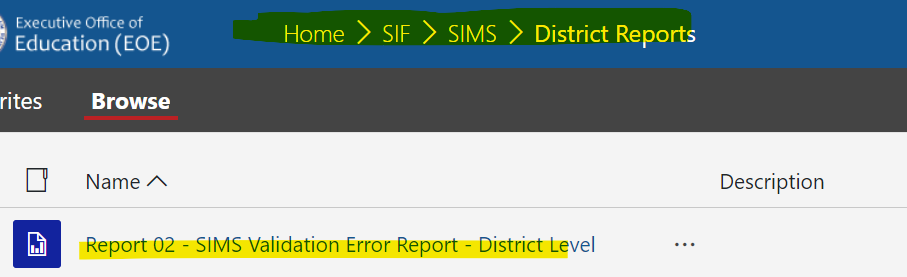 Executive Office of
Education (EOE)
Home > SIF > SIMS > District Reports
rites
Browse
Name
Description
Report 02 - SIMS Validation Error Report - District Level
...